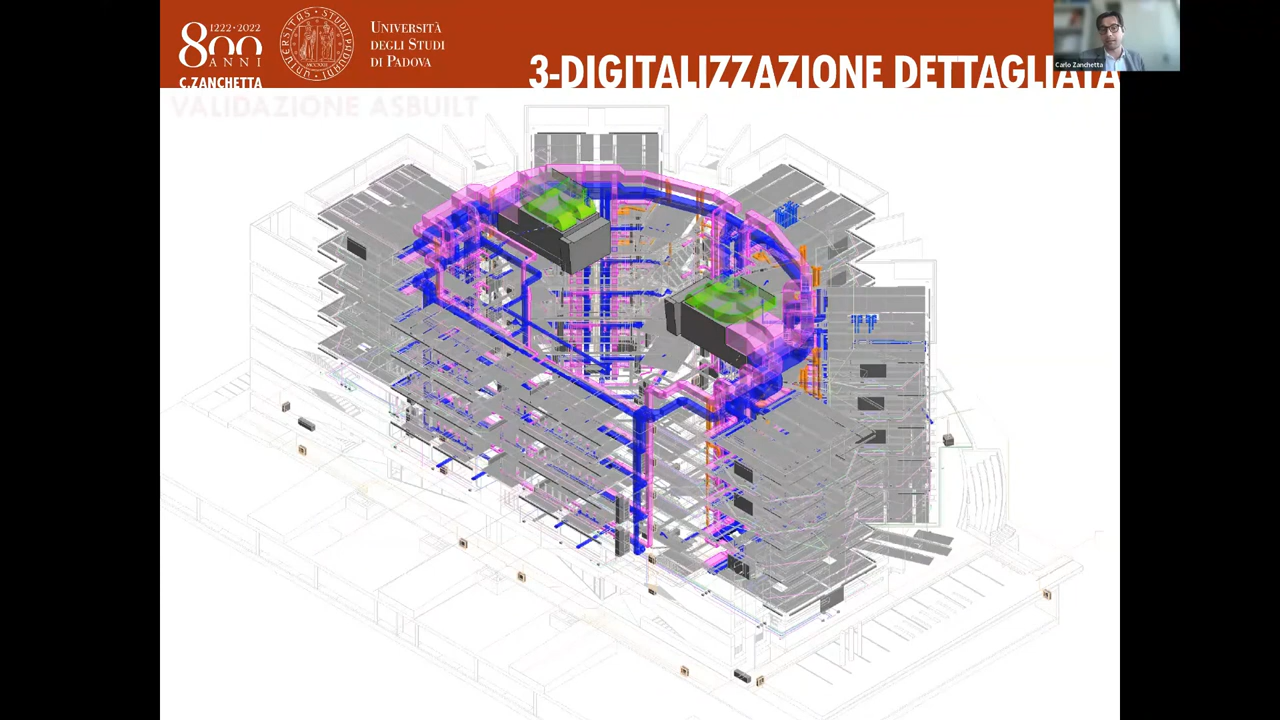 800
1222 • 2022
ANNI
C.ZANCHETTA
UNIVERSITÀ
DEGLI STUDI
DI PADOVA
3-DIGITALIZZAZIONE DETTAGLIATA
Carlo Zanchetta
VALIDAZIONE ASBUILT